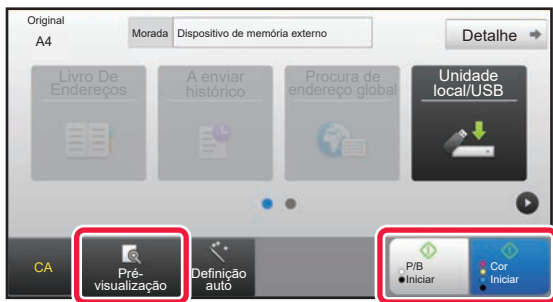 Original
A4
Morada Dispositivo de memória externo
Detalhe
Livro De
Endereços
A enviar
histórico
Procura de
endereço global
Unidade
local/USB
CA
Pré-
visualização
Definição
auto
P/B
Iniciar
Cor
Iniciar